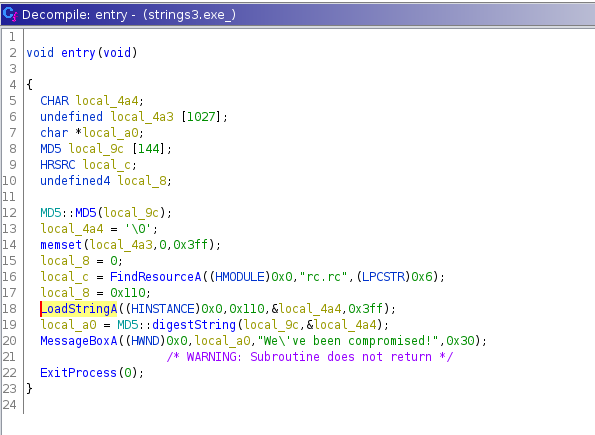 Decompile: entry - (strings3.exe_)
1
2 void entry(void)
3
4 {
5 CHAR local_4a4;
6 undefined local_4a3 [1027];
7 char *local_a0;
8 MD5 local_9c [144];
9 HRSRC local_c;
10 undefined4 local_8;
11
12 MD5::MD5(local_9c);
13 local_4a4 = '\0';
14 memset(local_4a3,0,0x3ff);
15 local_8 = 0;
16 local_c = FindResourceA((HMODULE)0x0,"rc.rc",(LPCSTR)0x6);
17 local_8 = 0x110;
18 LoadStringA((HINSTANCE)0x0,0x110,&local_4a4,0x3ff);
19 local_a0 = MD5::digestString(local_9c,&local_4a4);
20 MessageBoxA((HWND)0x0,local_a0,"We\'ve been compromised!",0x30);
21 /* WARNING: Subroutine does not return */
22 ExitProcess(0);
23 }
24